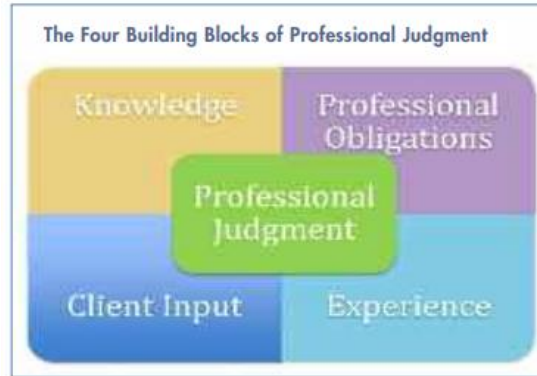 The Four Building Blocks of Professional Judgment
Knowledge
Professional
Obligations
Professional
Judgment
Client Input
Experience